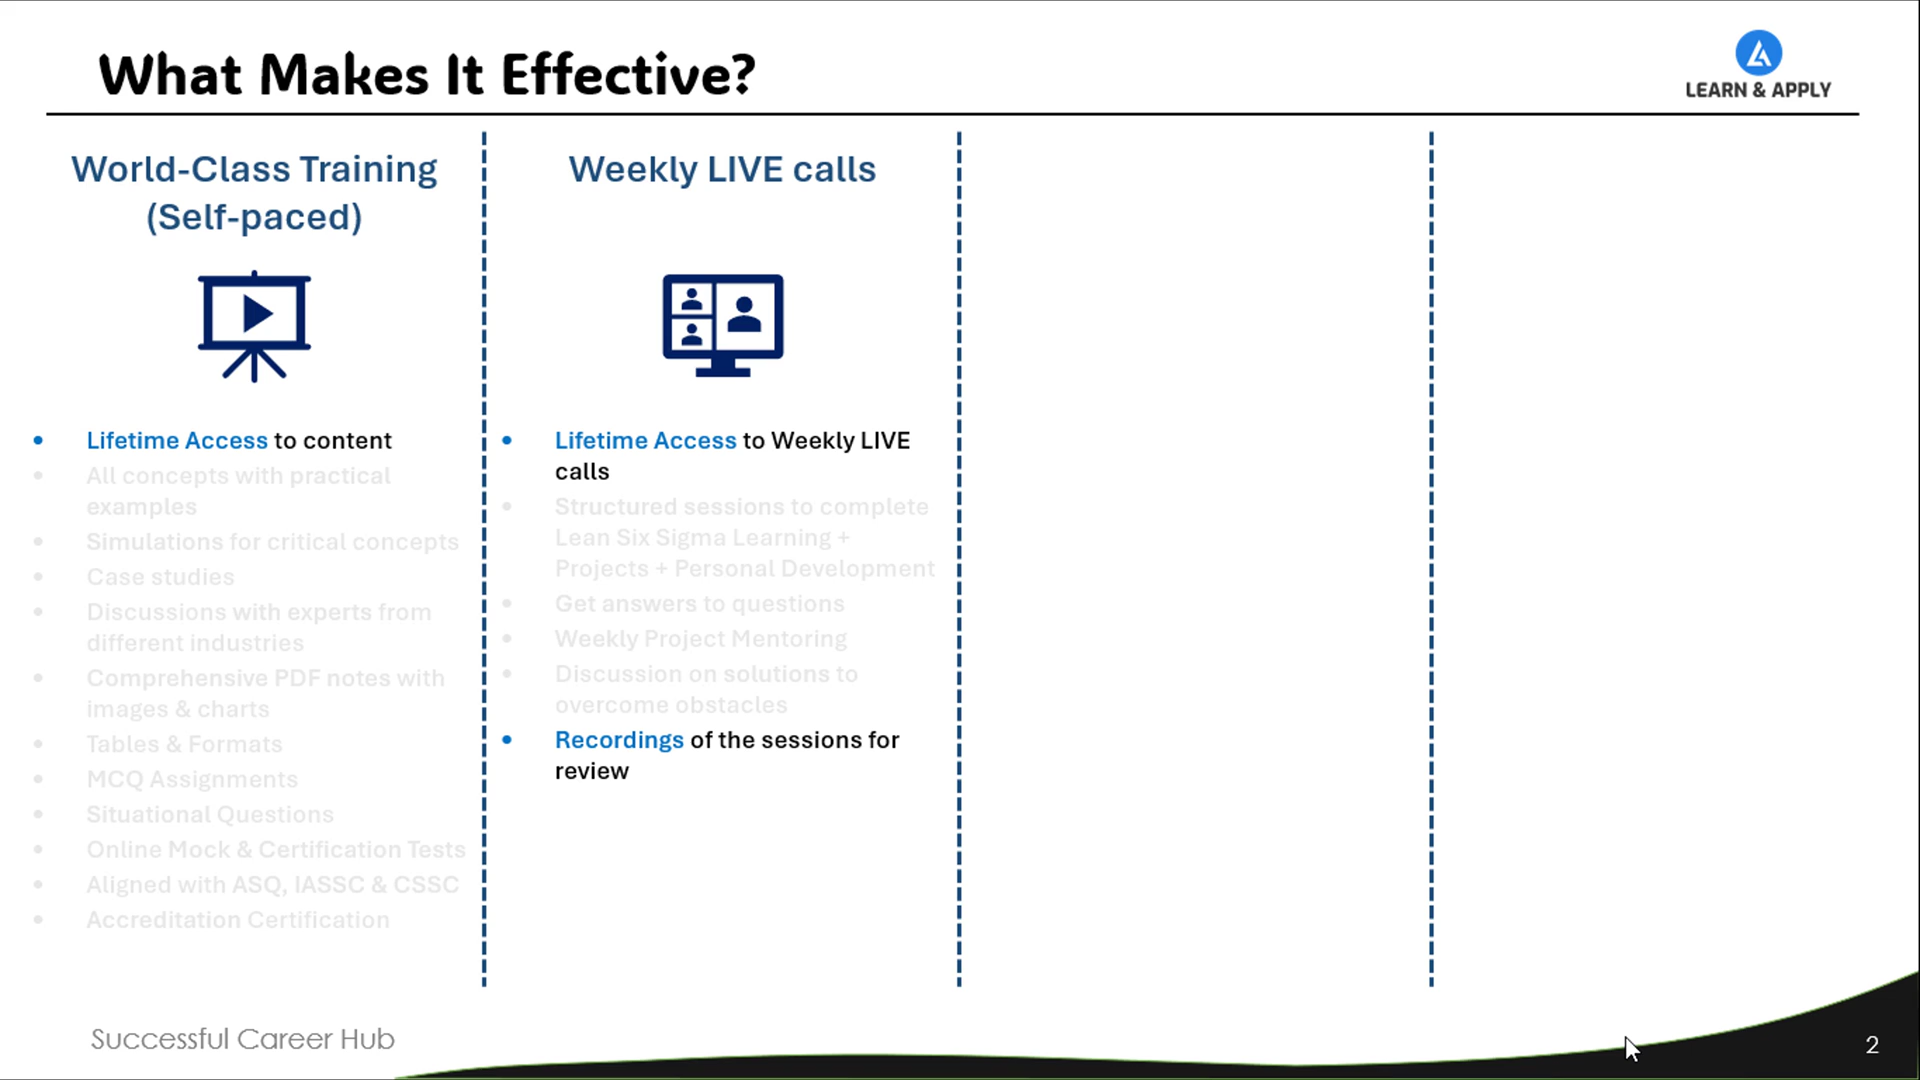 What Makes It Effective?
LEARN & APPLY
World-Class Training
(Self-paced)
• Lifetime Access to content
• All concepts with practical
examples
• Simulations for critical concepts
• Case studies
• Discussions with experts from
different industries
• Comprehensive PDF notes with
images & charts
• Tables & Formats
• MCQ Assignments
• Situational Questions
• Online Mock & Certification Tests
• Aligned with ASQ, IASSC & CSSC
• Accreditation Certification
Weekly LIVE calls
• Lifetime Access to Weekly LIVE
calls
• Structured sessions to complete
Lean Six Sigma Learning +
Projects + Personal Development
• Get answers to questions
• Weekly Project Mentoring
• Discussion on solutions to
overcome obstacles
• Recordings of the sessions for
review
Successful Career Hub
2